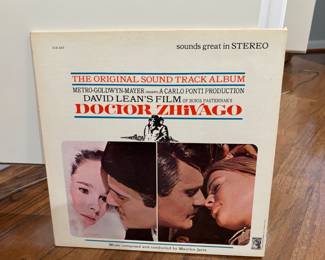 sounds great in STEREO
THE ORIGINAL SOUND TRACK ALBUM
METRO-GOLDWYN-MAYER PRESENTS A CARLO PONTI PRODUCTION
DAVID LEAN'S FILM OF BORIS PASTERNAK'S
DOCTOR ZHIVAGO
Music composed and conducted by Maurice Jarre